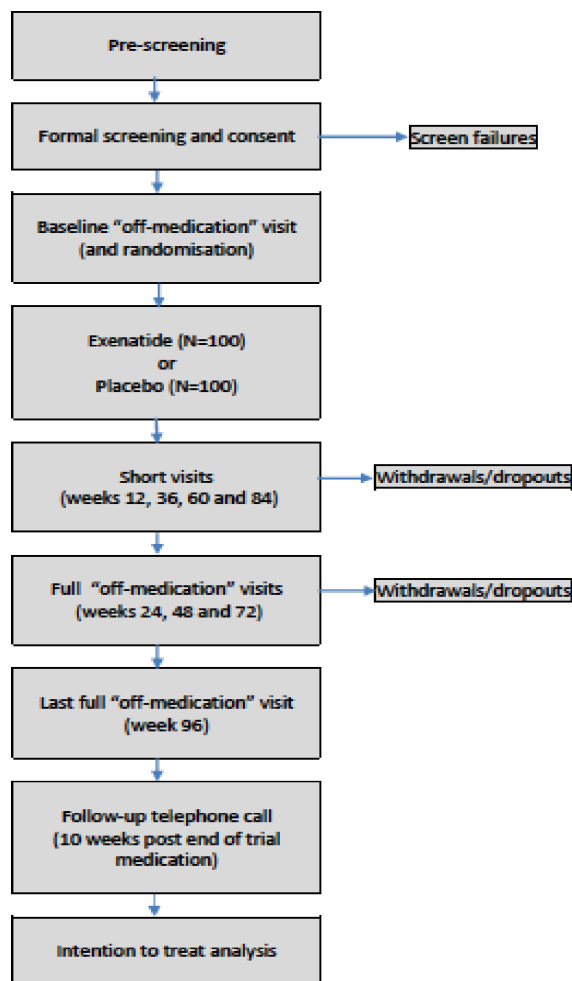 Pre-screening
Formal screening and consent
Screen failures
Baseline “off-medication” visit
(and randomisation)
Exenatide (N=100)
or
Placebo (N=100)
Short visits
(weeks 12, 36, 60 and 84)
Withdrawals/dropouts
Full “off-medication” visits
(weeks 24, 48 and 72)
Withdrawals/dropouts
Last full “off-medication” visit
(week 96)
Follow-up telephone call
(10 weeks post end of trial
medication)
Intention to treat analysis